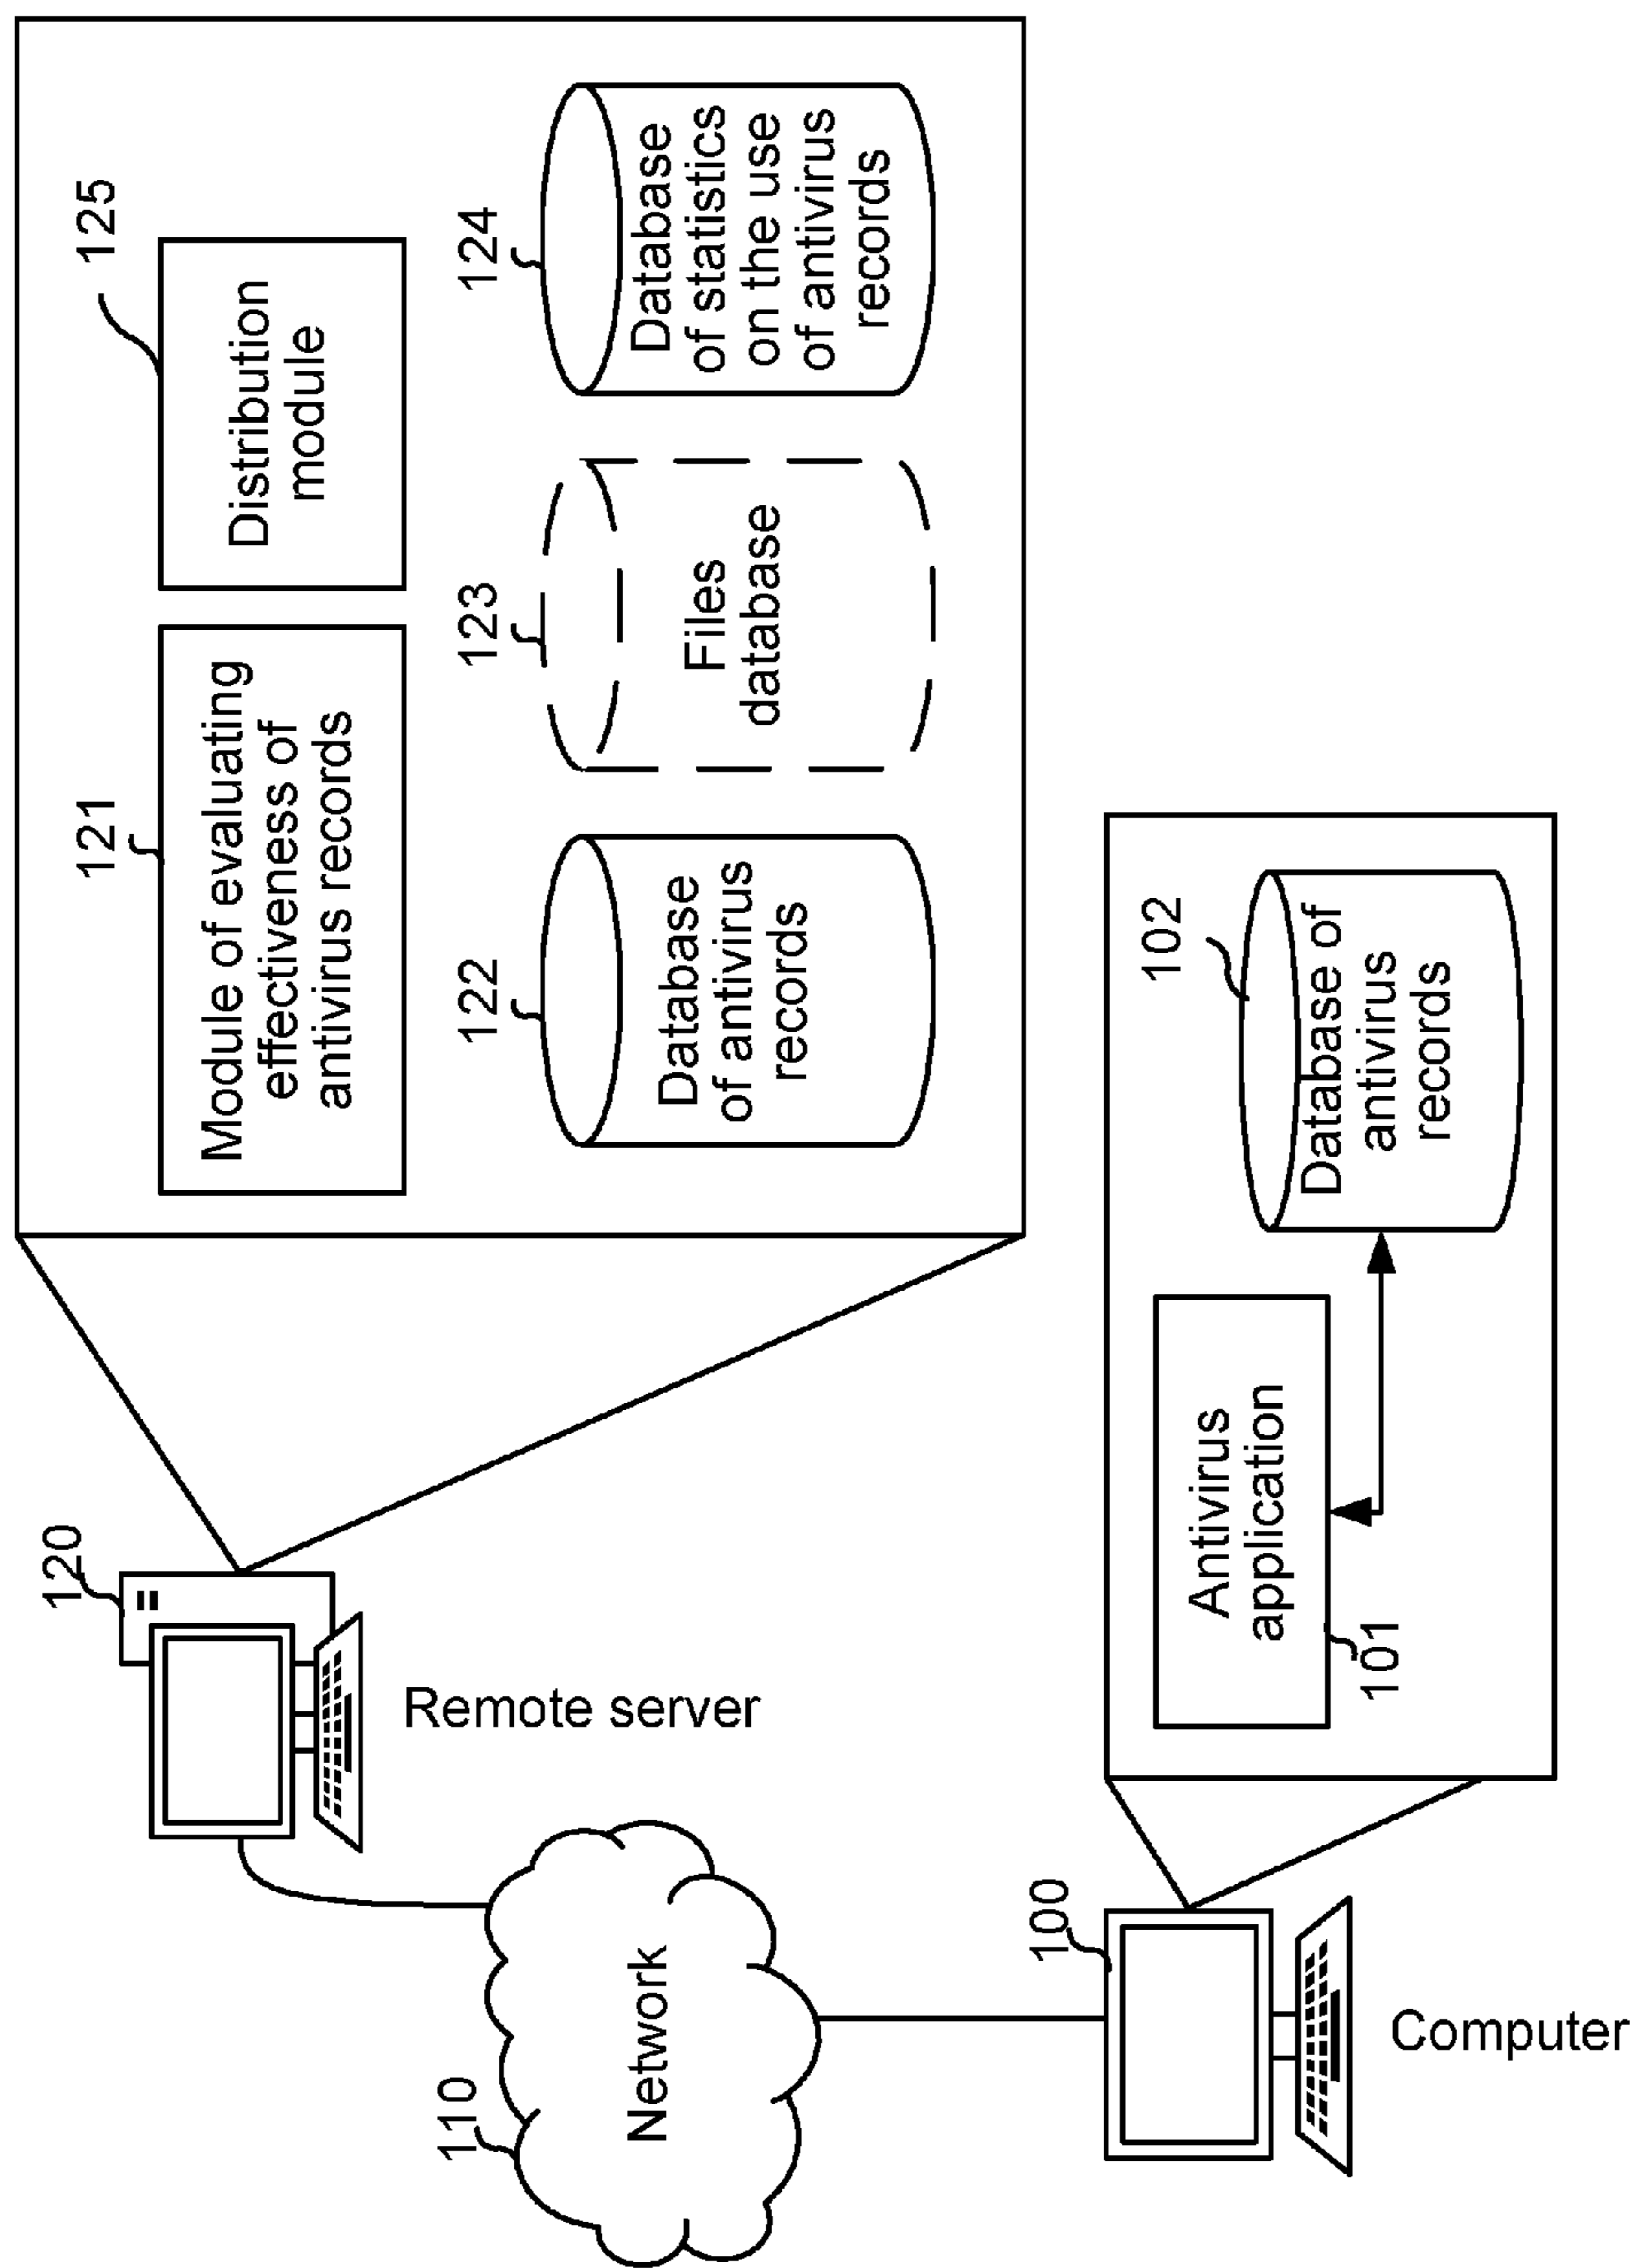 120
Remote server
121
Module of evaluating
effectiveness of
antivirus records
125
Distribution
module
122
Database
of antivirus
records
123
Files
database
124
Database
of statistics
on the use
of antivirus
records
110
Network
100
Computer
Antivirus
application
101
102
Database of
antivirus
records